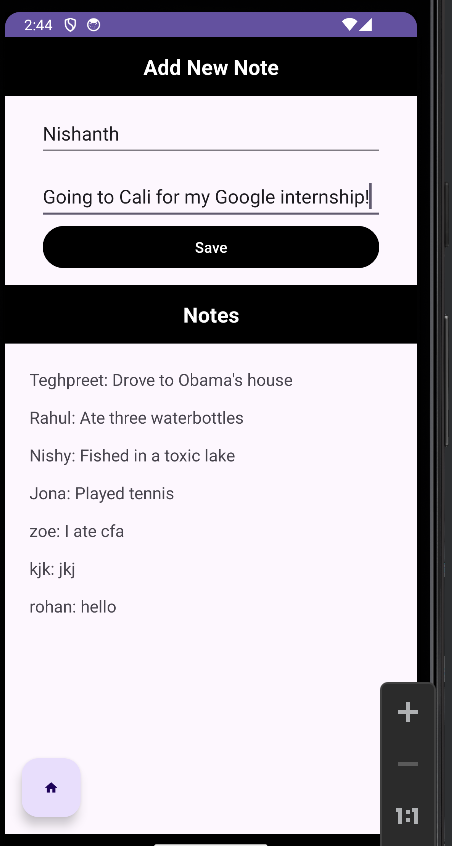 2:44
Add New Note
Nishanth
Going to Cali for my Google internship!
Save
Notes
Teghpreet: Drove to Obama's house
Rahul: Ate three waterbottles
Nishy: Fished in a toxic lake
Jona: Played tennis
zoe: I ate cfa
kjk: jkj
rohan: hello
1:1